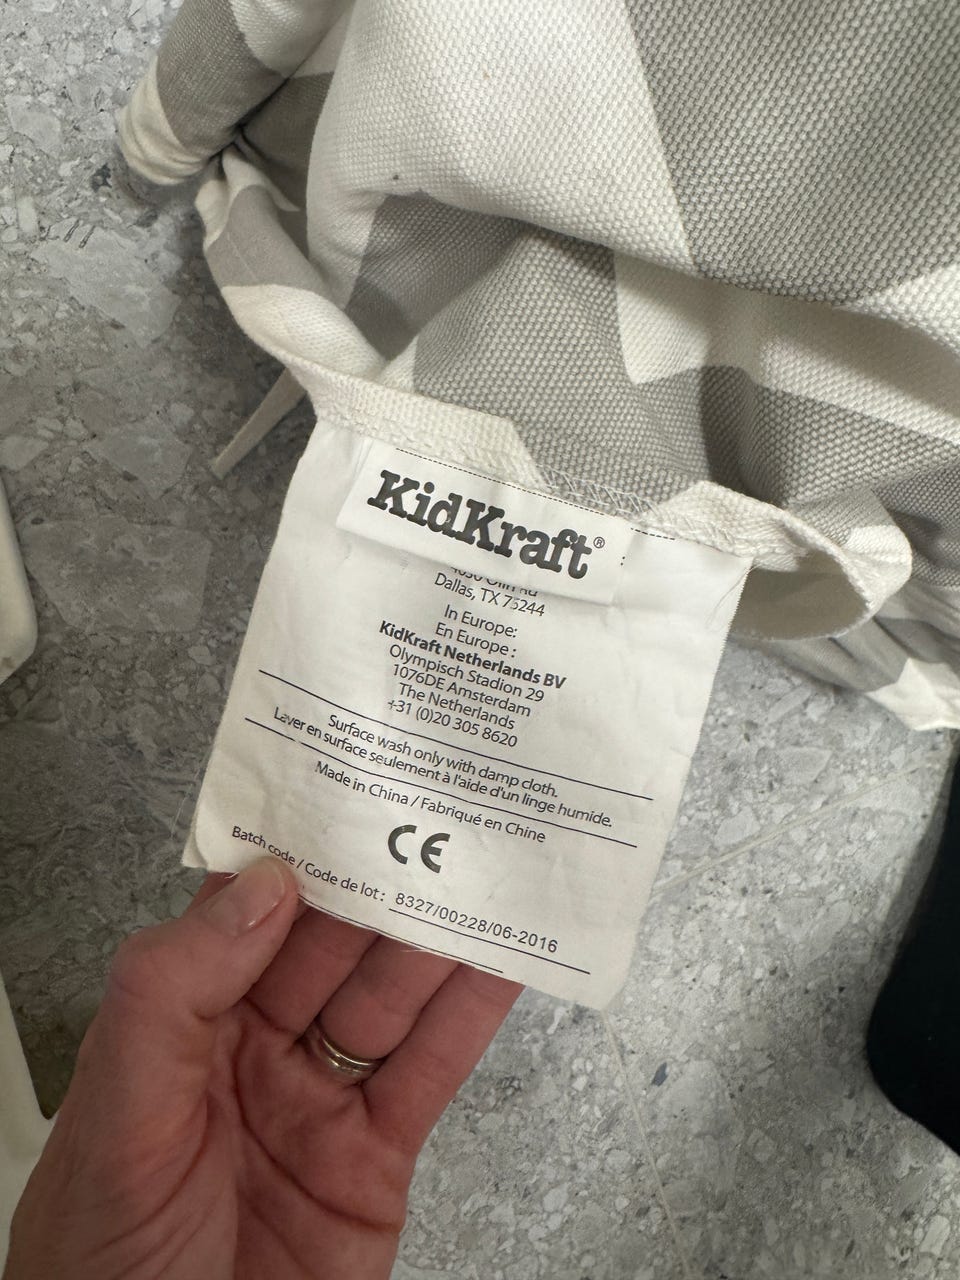 KidKraft®
Dallas, TX 75244
In Europe:
En Europe :
KidKraft Netherlands BV
Olympisch Stadion 29
1076DE Amsterdam
The Netherlands
+31 (0)20 305 8620
Surface wash only with damp cloth.
Laver en surface seulement à l'aide d'un linge humide.
Made in China / Fabriqué en Chine
CE
Batch code / Code de lot : 8327/00228/06-2016